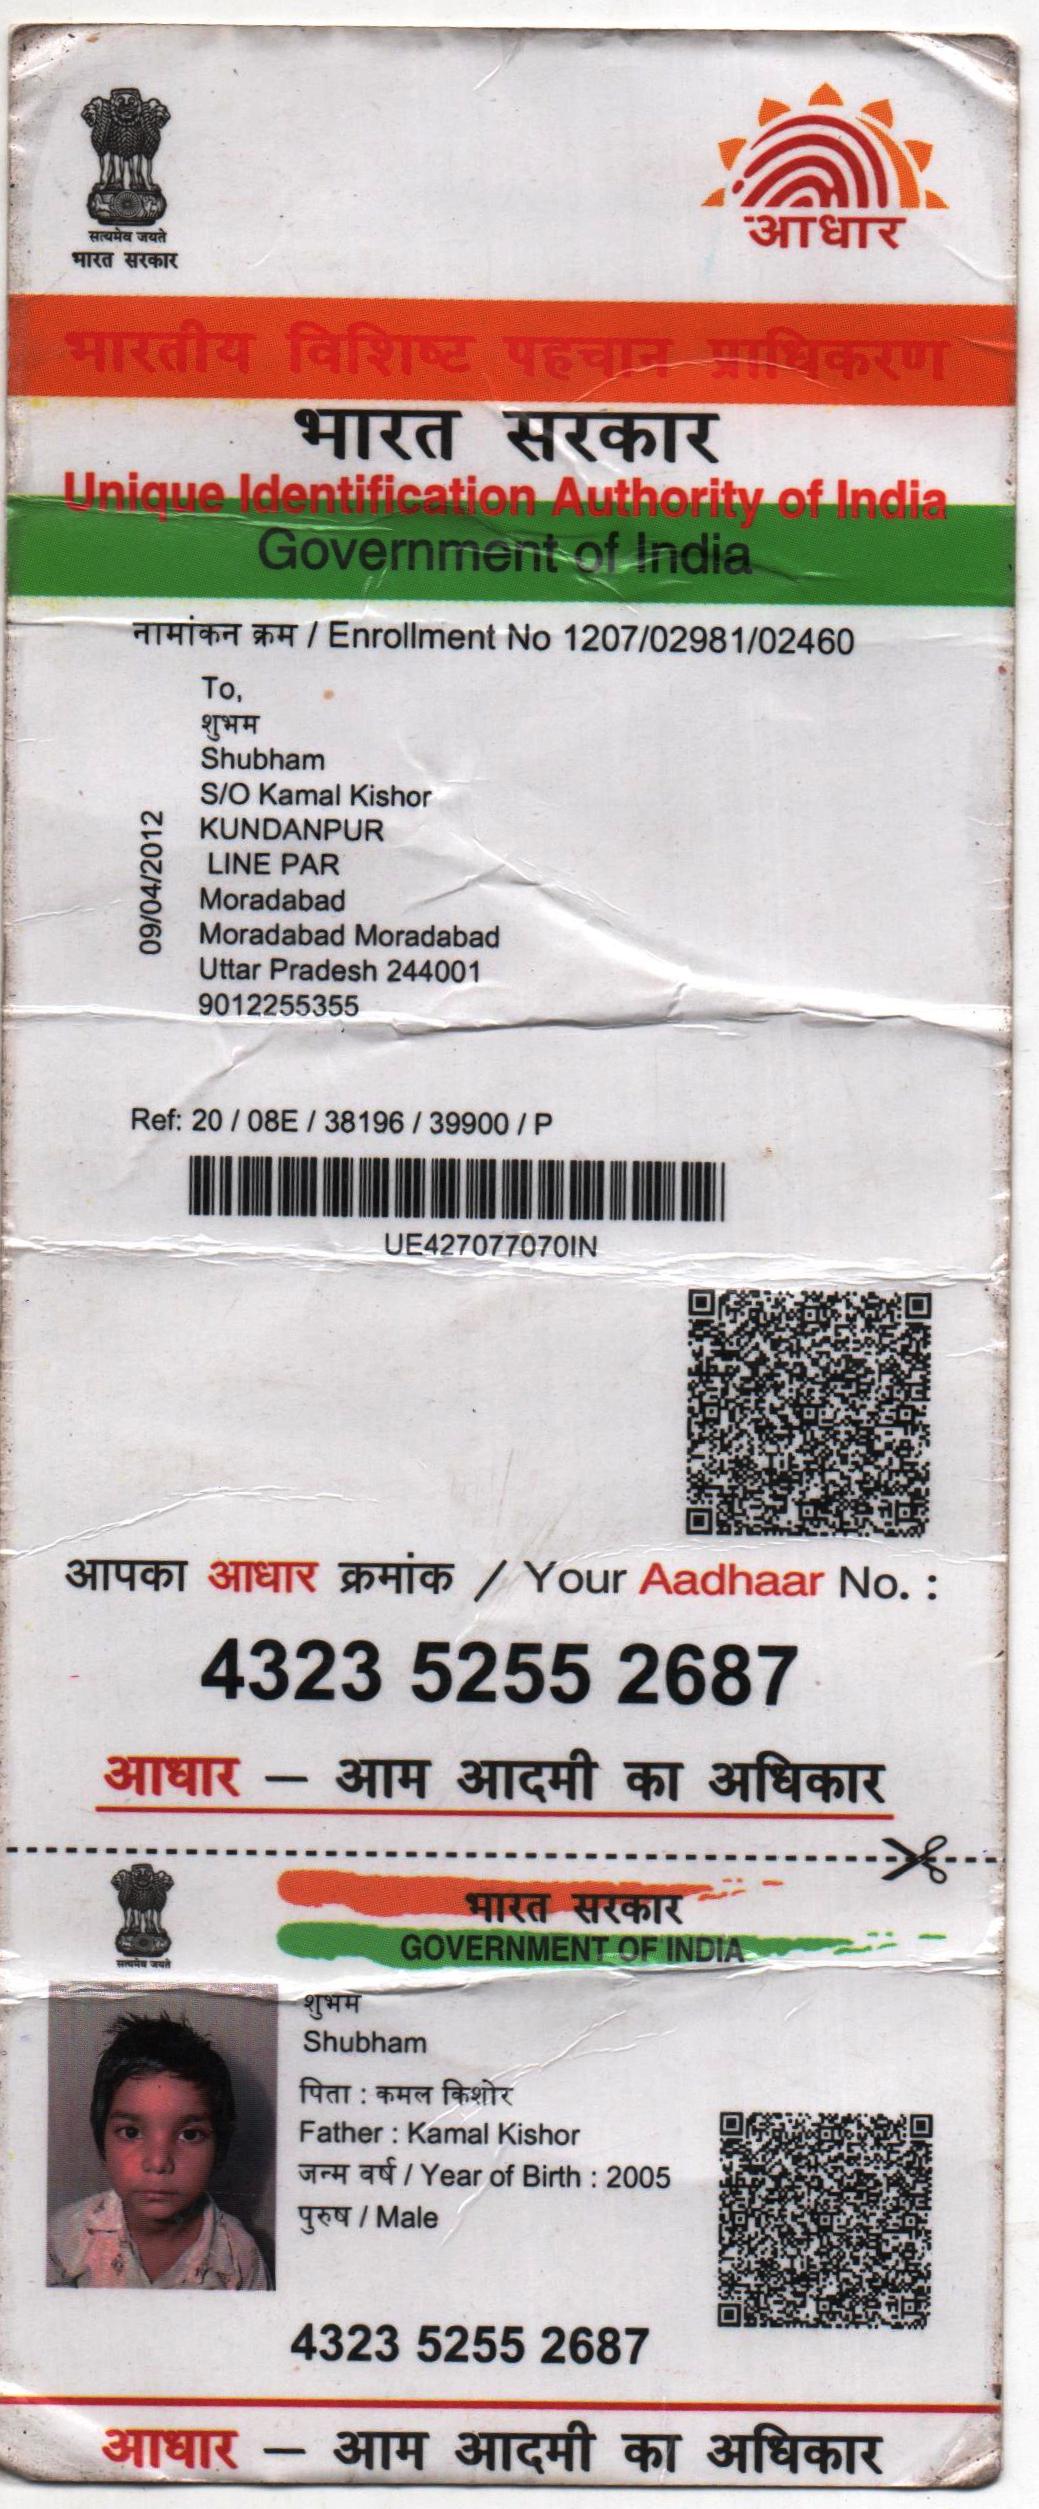 सत्यमेव जयते
भारत सरकार
आधार
भारतीय विशिष्ट पहचान प्राधिकरण
भारत सरकार
Unique Identification Authority of India
Government of India
नामांकन क्रम / Enrollment No 1207/02981/02460
To,
शुभम
Shubham
S/O Kamal Kishor
KUNDANPUR
LINE PAR
Moradabad
Moradabad Moradabad
Uttar Pradesh 244001
9012255355
09/04/2012
Ref: 20 / 08E / 38196 / 39900 / P
UE427077070IN
आपका आधार क्रमांक / Your Aadhaar No. :
4323 5255 2687
आधार – आम आदमी का अधिकार
सत्यमेव जयते
भारत सरकार
GOVERNMENT OF INDIA
शुभम
Shubham
पिता : कमल किशोर
Father : Kamal Kishor
जन्म वर्ष / Year of Birth : 2005
पुरुष / Male
4323 5255 2687
आधार – आम आदमी का अधिकार